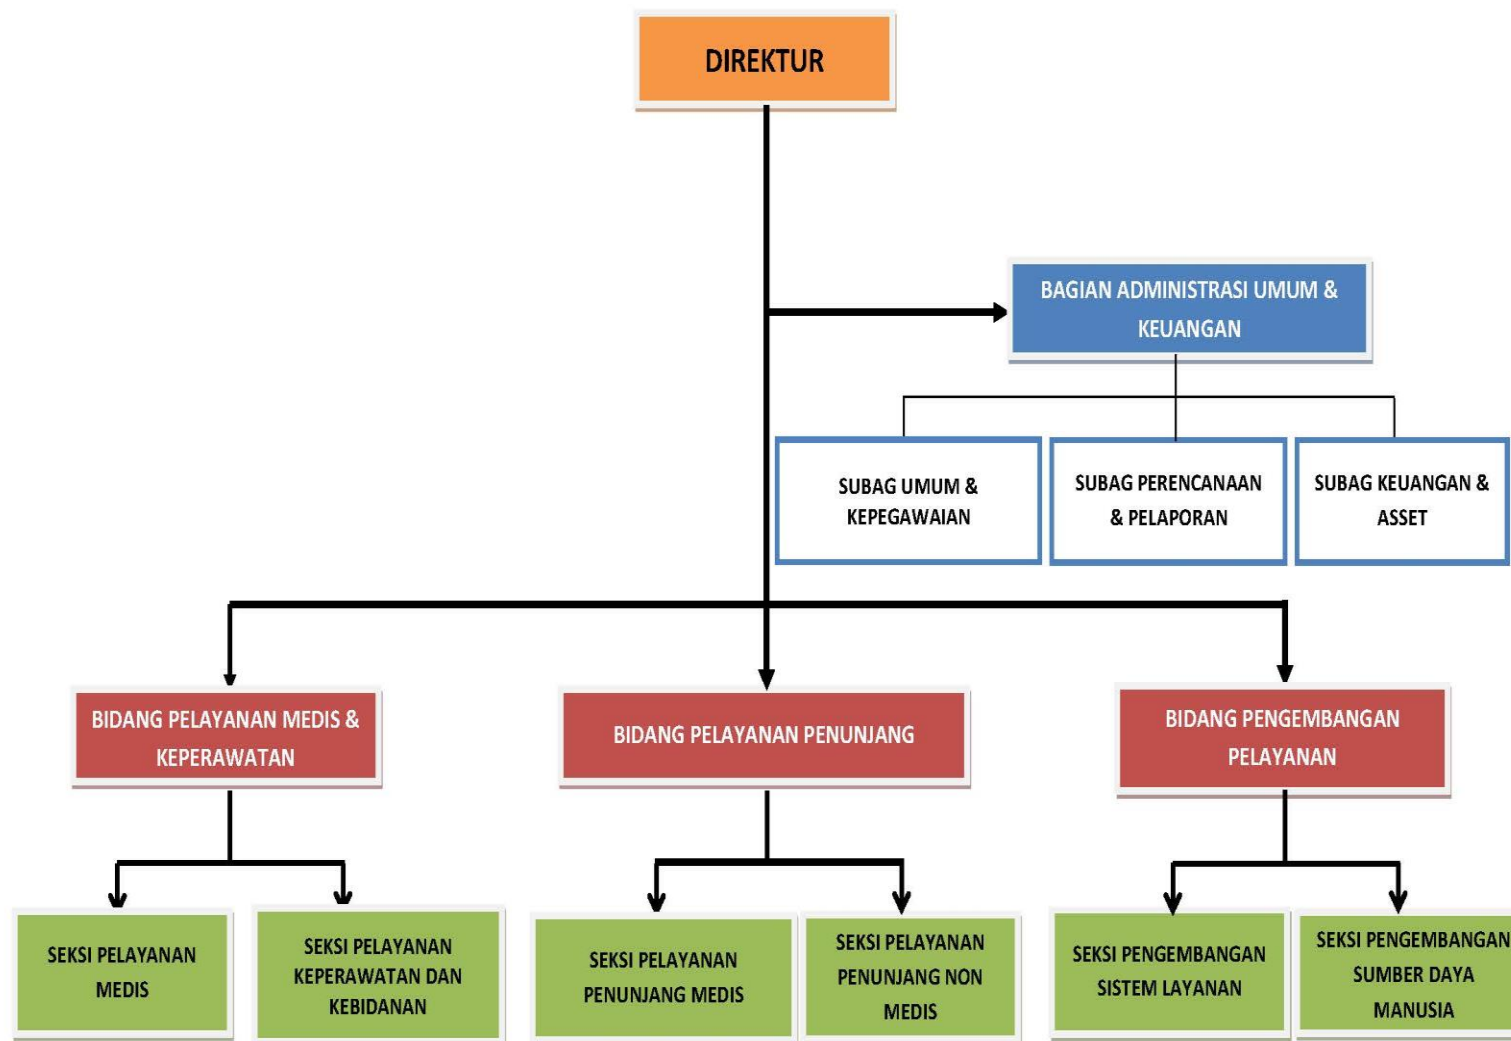 DIREKTUR
BAGIAN ADMINISTRASI UMUM &
KEUANGAN
SUBAG UMUM &
KEPEGAWAIAN
SUBAG PERENCANAAN
& PELAPORAN
SUBAG KEUANGAN &
ASSET
BIDANG PELAYANAN MEDIS &
KEPERAWATAN
BIDANG PELAYANAN PENUNJANG
BIDANG PENGEMBANGAN
PELAYANAN
SEKSI PELAYANAN
MEDIS
SEKSI PELAYANAN
KEPERAWATAN DAN
KEBIDANAN
SEKSI PELAYANAN
PENUNJANG MEDIS
SEKSI PELAYANAN
PENUNJANG NON
MEDIS
SEKSI PENGEMBANGAN
SISTEM LAYANAN
SEKSI PENGEMBANGAN
SUMBER DAYA
MANUSIA